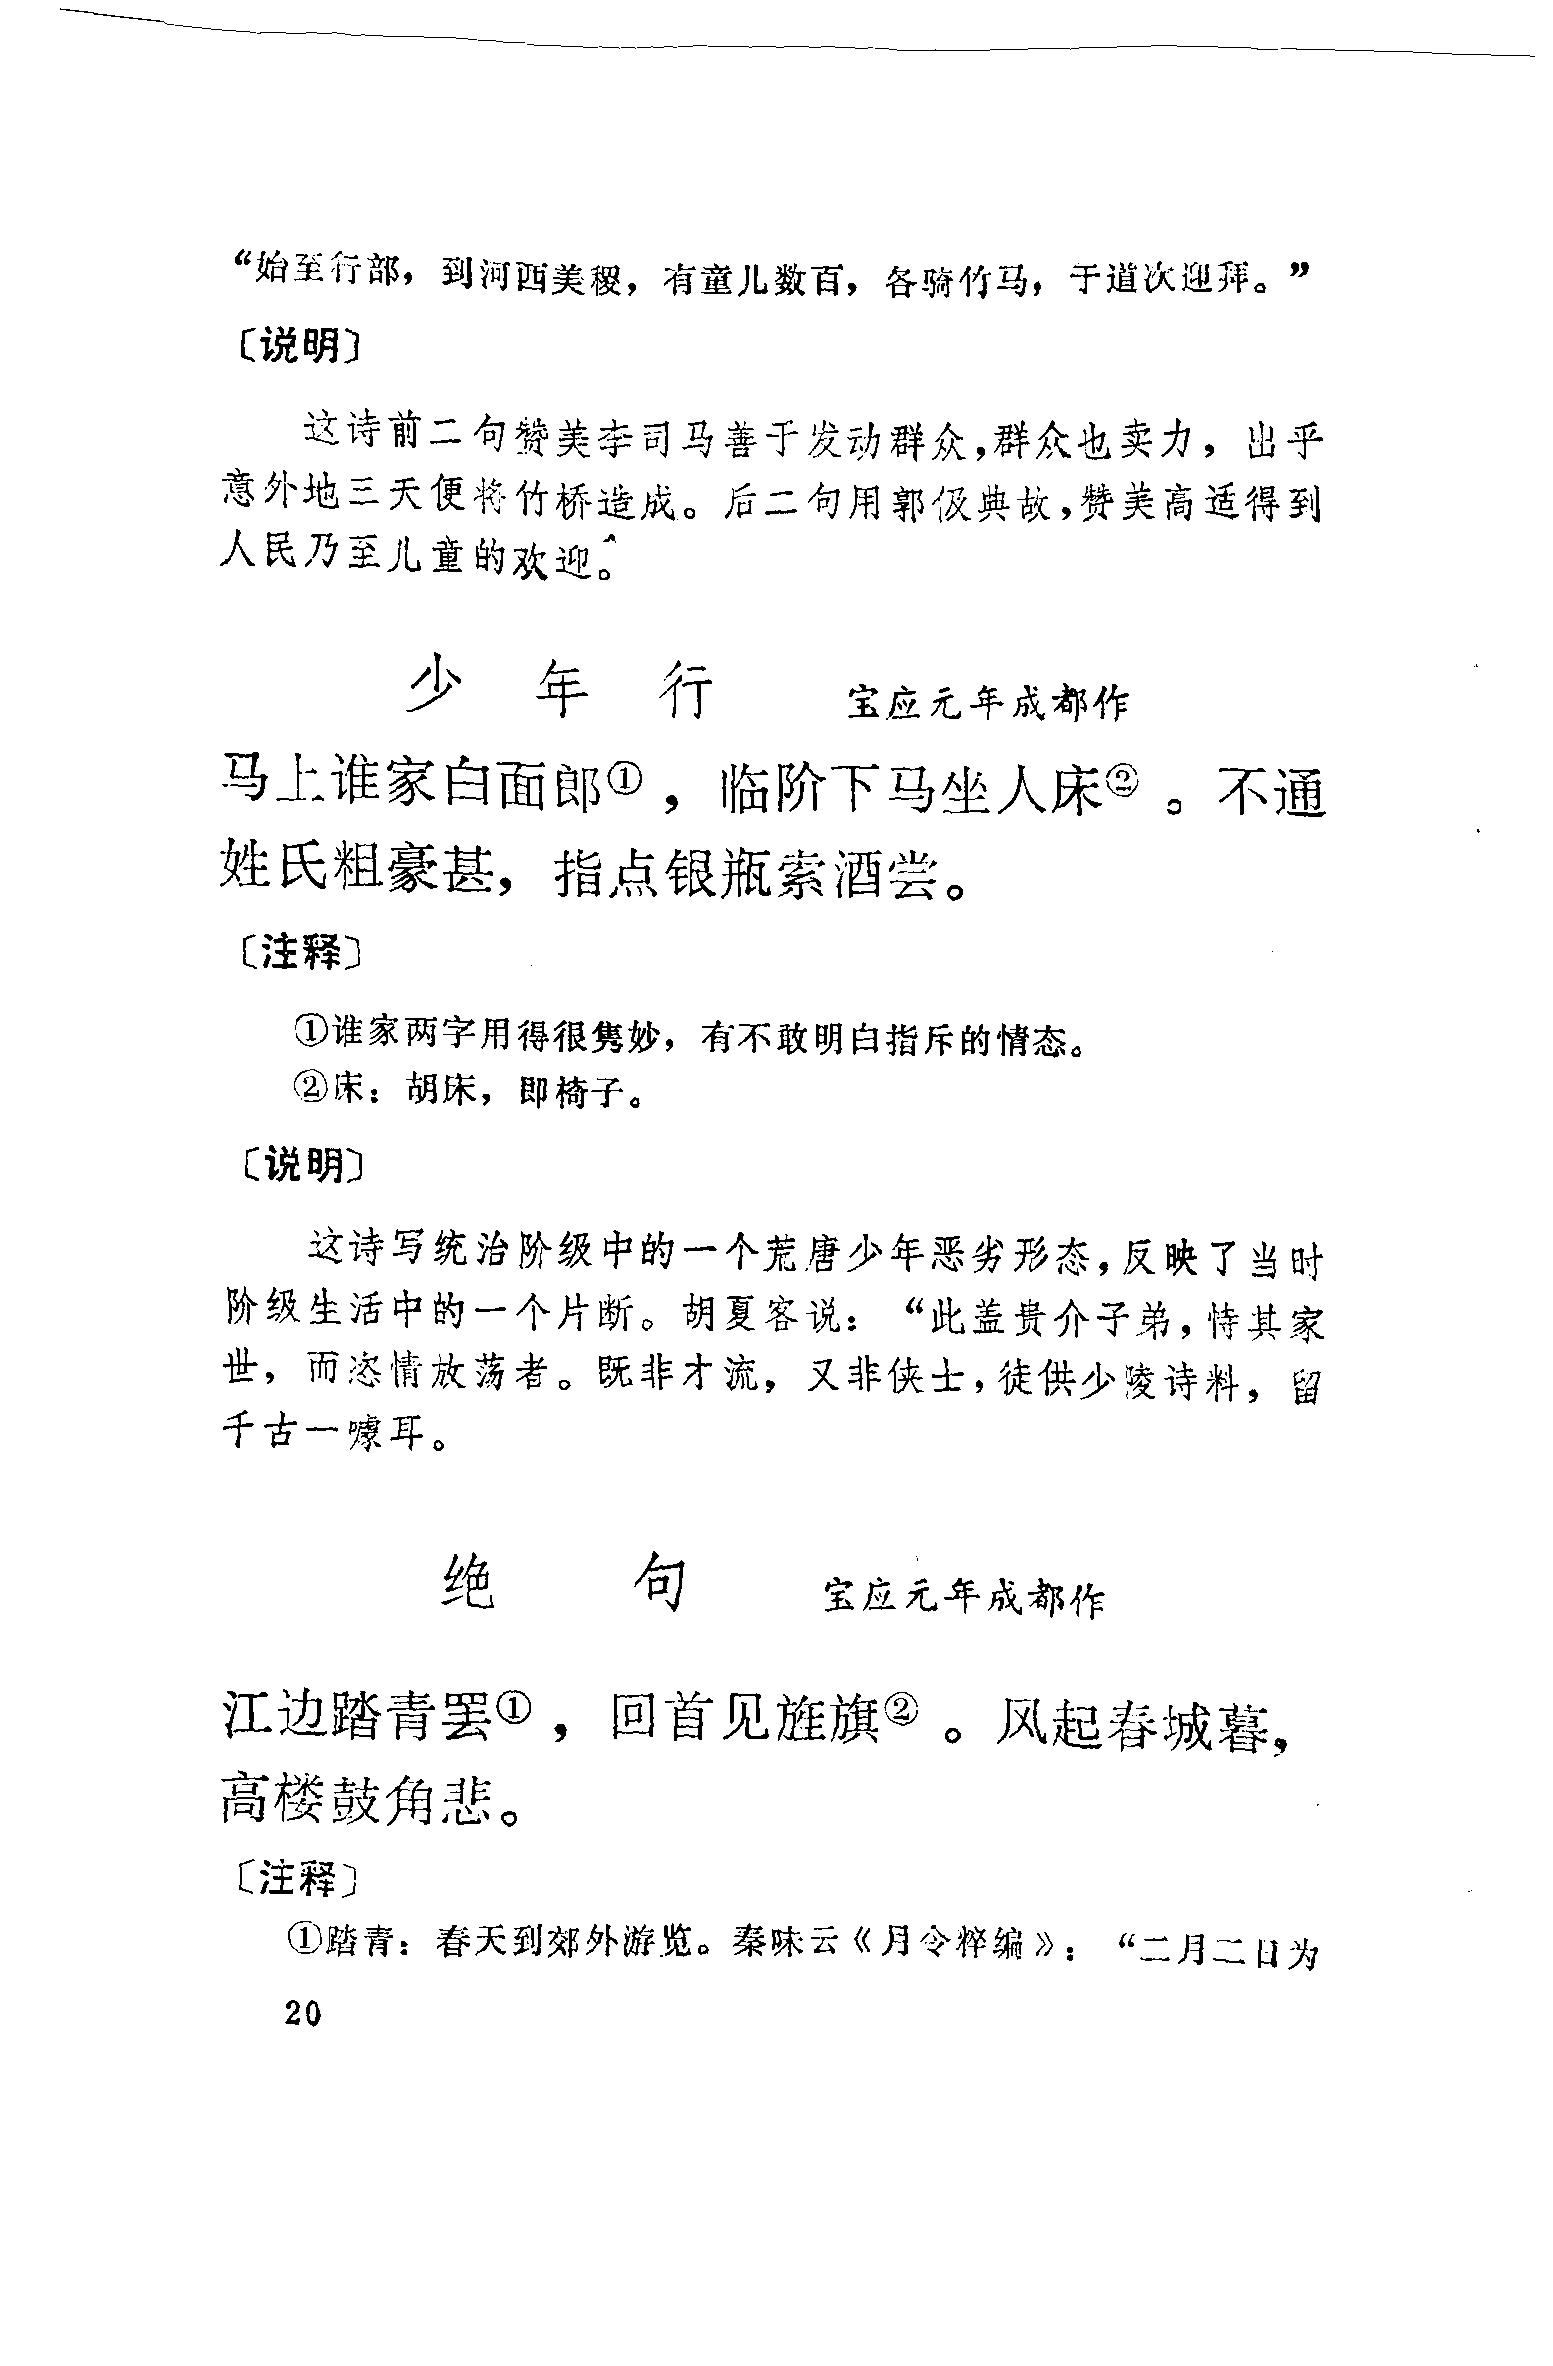 “始至行部，到河西美稷，有童儿数百，各骑竹马，于道次迎拜。”
〔说明〕
这诗前二句赞美李司马善于发动群众，群众也卖力，出乎
意外地三天便将竹桥造成。后二句用郭伋典故，赞美高适得到
人民乃至儿童的欢迎。
少年行 宝应元年成都作
马上谁家白面郎①，临阶下马坐人床②。不通
姓氏粗豪甚，指点银瓶索酒尝。
〔注释〕
①谁家两字用得很隽妙，有不敢明白指斥的情态。
②床：胡床，即椅子。
〔说明〕
这诗写统治阶级中的一个荒唐少年恶劣形态，反映了当时
阶级生活中的一个片断。胡夏客说：“此盖贵介子弟，恃其家
世，而恣情放荡者。既非才流，又非侠士，徒供少陵诗料，留
千古一噱耳。
绝句 宝应元年成都作
江边踏青罢①，回首见旌旗②。风起春城暮，
高楼鼓角悲。
〔注释〕
①踏青：春天到郊外游览。秦味云《月令粹编》：“二月二日为
20